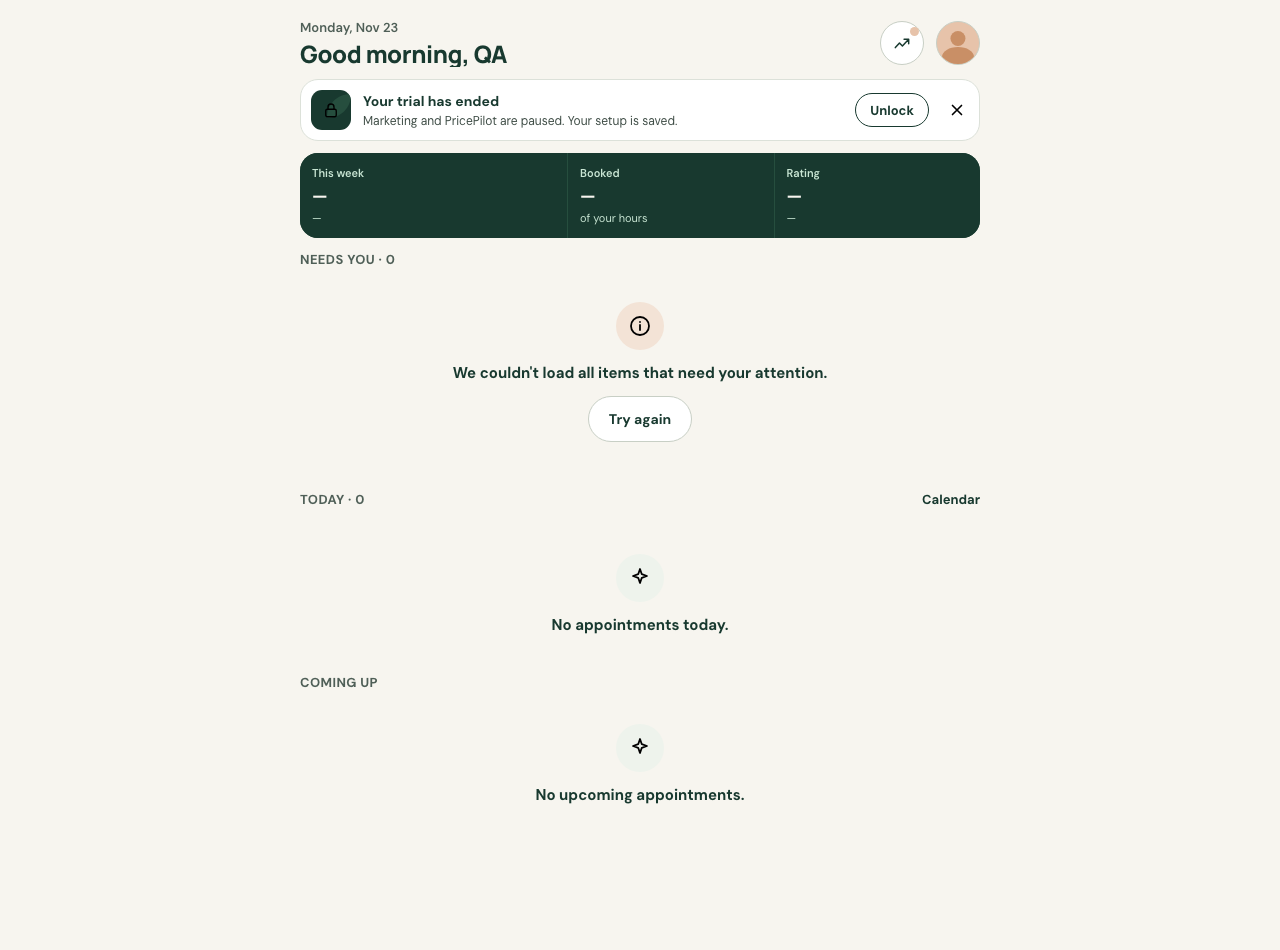 Monday, Nov 23
Good morning, QA
Your trial has ended
Marketing and PricePilot are paused. Your setup is saved.
Unlock
This week
—
—
Booked
—
of your hours
Rating
—
—
NEEDS YOU · 0
We couldn't load all items that need your attention.
Try again
TODAY · 0
Calendar
No appointments today.
COMING UP
No upcoming appointments.